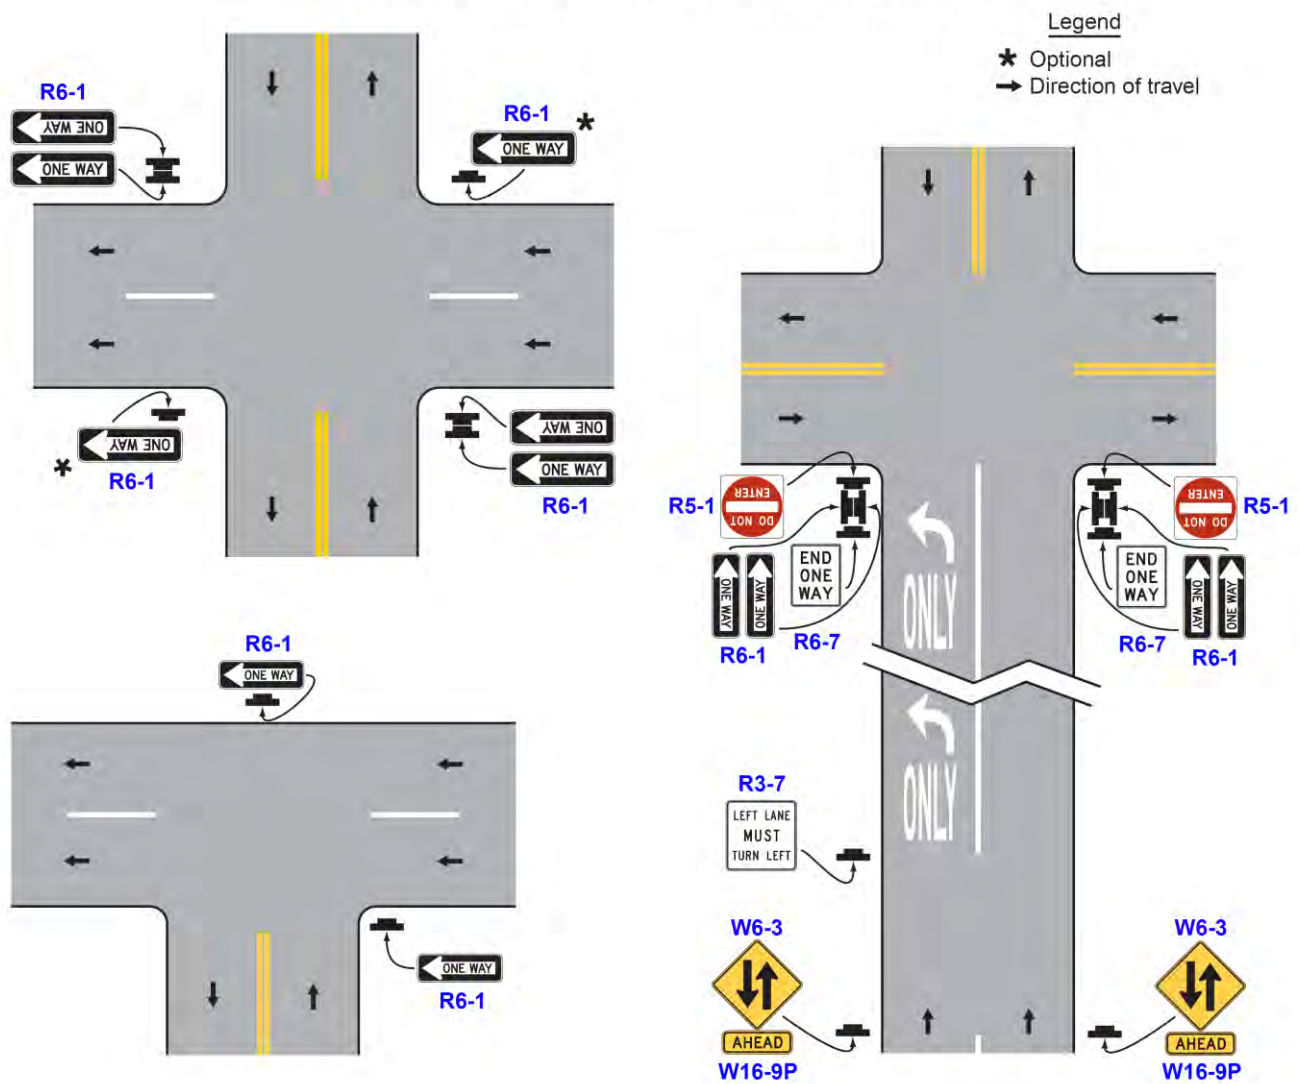 Legend
* Optional
Direction of travel
R6-1
ONE WAY
ONE WAY
R6-1
ONE WAY *
ONE WAY
* R6-1
ONE WAY
ONE WAY
R6-1
R6-1
ONE WAY
ONE WAY
R6-1
R5-1
DO NOT
ENTER
ONE WAY
ONE WAY
R6-1
END
ONE
WAY
R6-7
ONLY
DO NOT
ENTER
R5-1
END
ONE
WAY
R6-7
ONE WAY
ONE WAY
R6-1
ONLY
R3-7
LEFT LANE
MUST
TURN LEFT
W6-3
AHEAD
W16-9P
W6-3
AHEAD
W16-9P